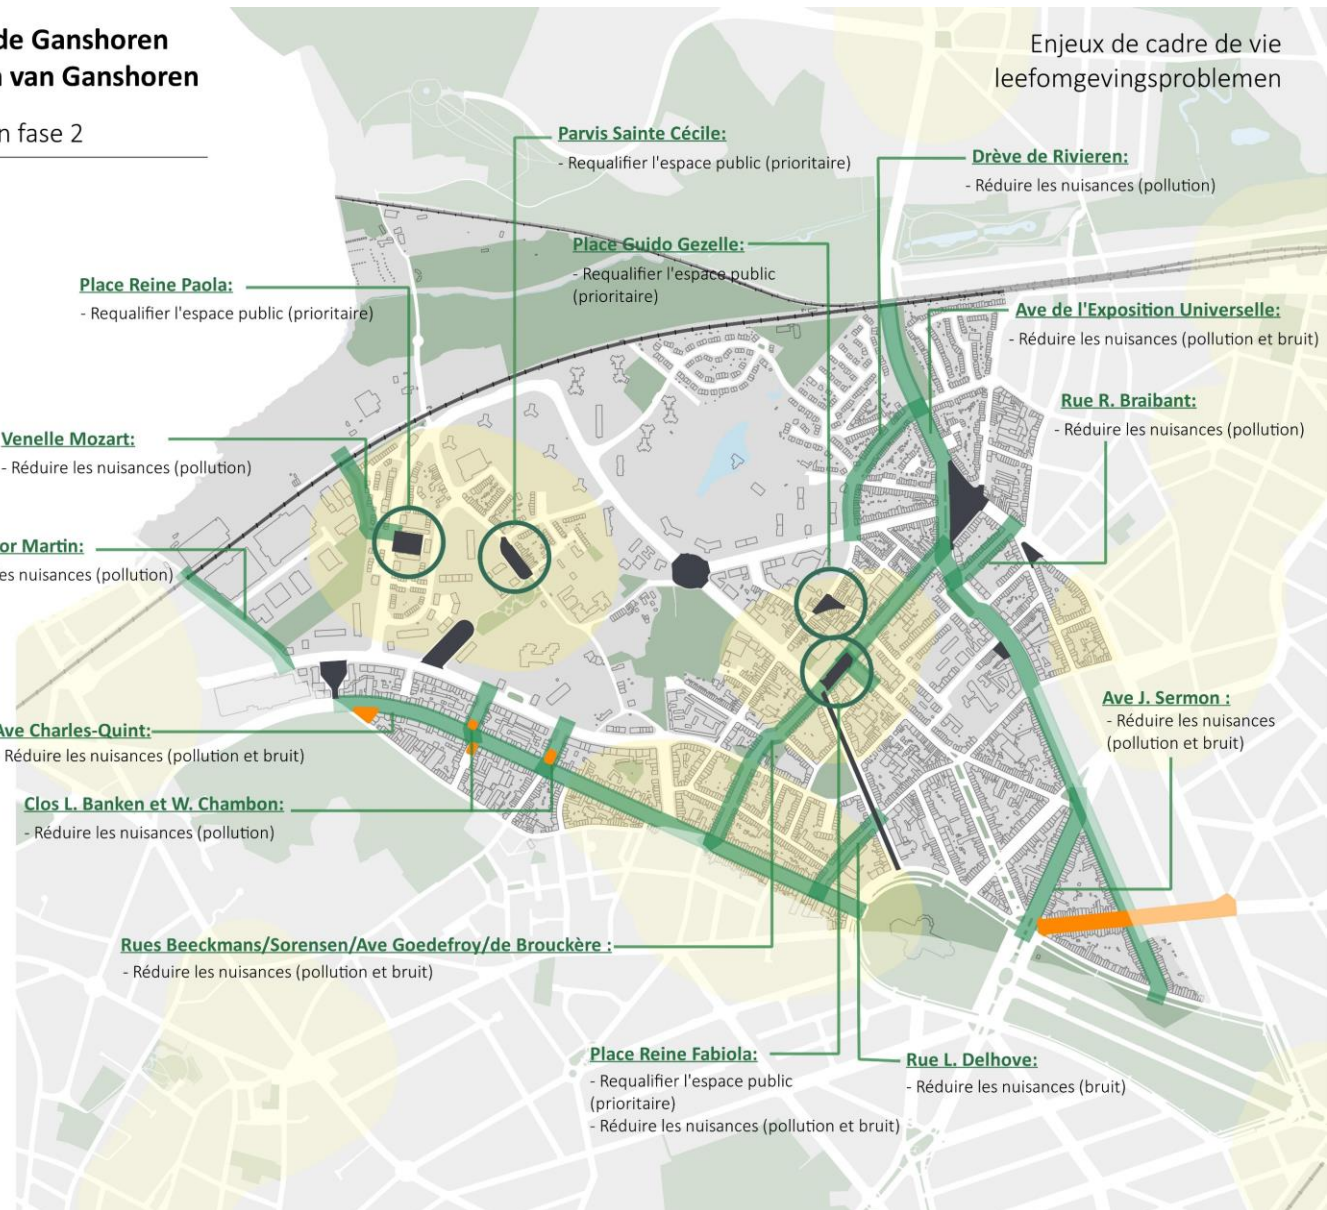 de Ganshoren
van Ganshoren
n fase 2
Enjeux de cadre de vie
leefomgevingsproblemen
Parvis Sainte Cécile:
- Requalifier l'espace public (prioritaire)
Drève de Rivieren:
- Réduire les nuisances (pollution)
Place Guido Gezelle:
- Requalifier l'espace public
(prioritaire)
Place Reine Paola:
- Requalifier l'espace public (prioritaire)
Ave de l'Exposition Universelle:
- Réduire les nuisances (pollution et bruit)
Rue R. Braibant:
- Réduire les nuisances (pollution)
Venelle Mozart:
- Réduire les nuisances (pollution)
or Martin:
es nuisances (pollution)
Ave J. Sermon :
- Réduire les nuisances
(pollution et bruit)
Ave Charles-Quint:
Réduire les nuisances (pollution et bruit)
Clos L. Banken et W. Chambon:
- Réduire les nuisances (pollution)
Rues Beeckmans/Sorensen/Ave Goedefroy/de Brouckère :
- Réduire les nuisances (pollution et bruit)
Place Reine Fabiola:
- Requalifier l'espace public
(prioritaire)
- Réduire les nuisances (pollution et bruit)
Rue L. Delhove:
- Réduire les nuisances (bruit)